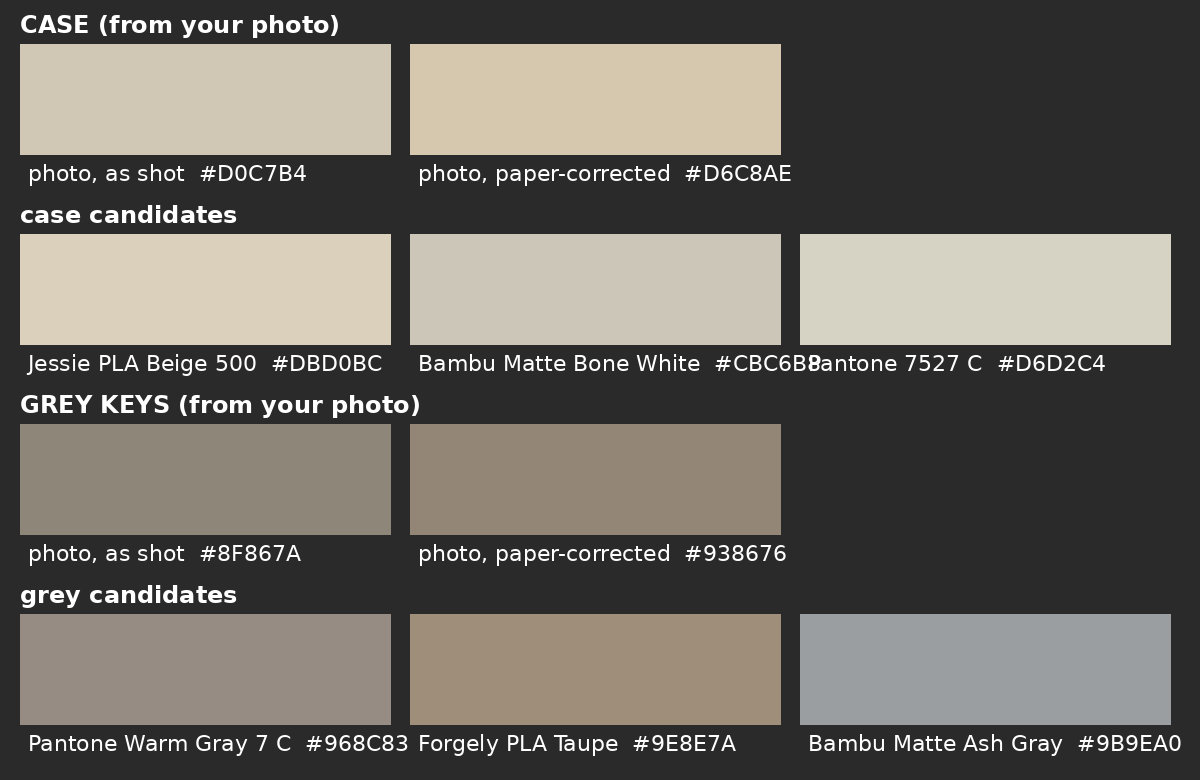 CASE (from your photo)
photo, as shot #D0C7B4 photo, paper-corrected #D6C8AE
case candidates
Jessie PLA Beige 500 #DBD0BC Bambu Matte Bone White #CBC6B8 Pantone 7527 C #D6D2C4
GREY KEYS (from your photo)
photo, as shot #8F867A photo, paper-corrected #938676
grey candidates
Pantone Warm Gray 7 C #968C83 Forgely PLA Taupe #9E8E7A Bambu Matte Ash Gray #9B9EA0